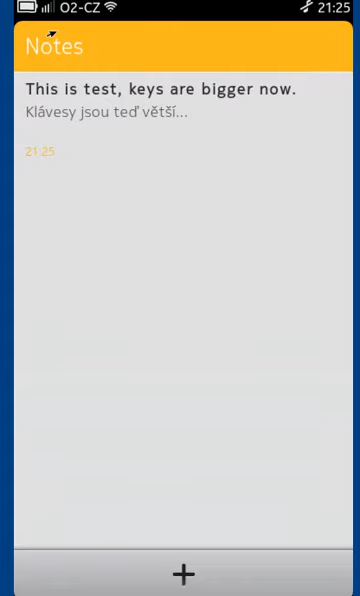 O2-CZ 21:25
Notes
This is test, keys are bigger now.
Klávesy jsou teď větší...
21:25